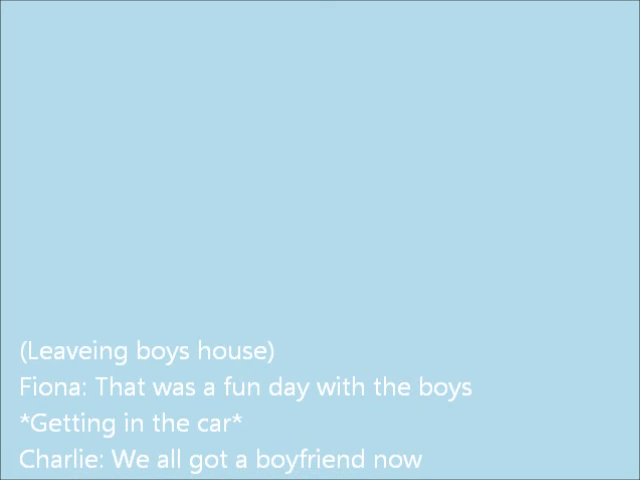 (Leaveing boys house)
Fiona: That was a fun day with the boys
*Getting in the car*
Charlie: We all got a boyfriend now